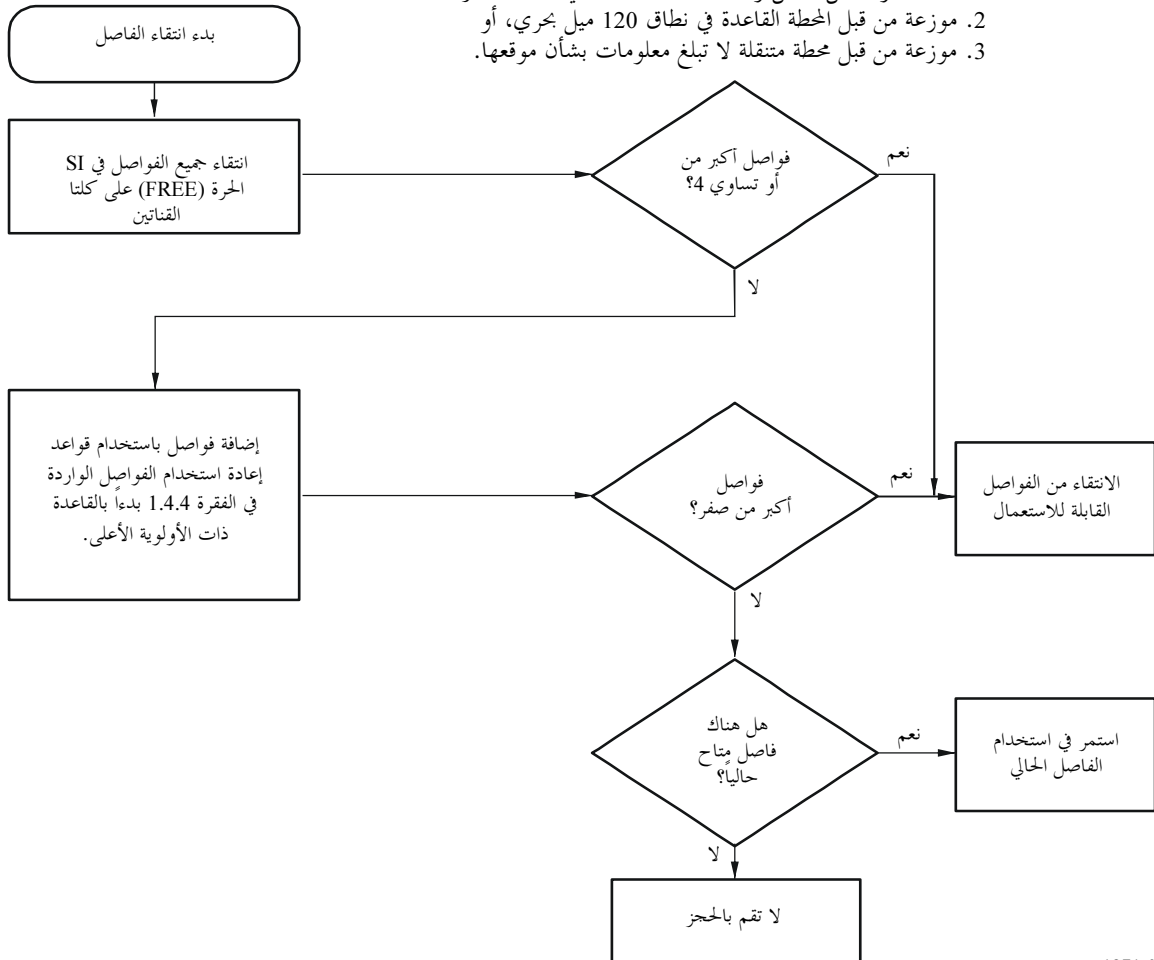 2. موزعة من قبل المحطة القاعدة في نطاق 120 ميل بحري، أو
3. موزعة من قبل محطة متنقلة لا تبلغ معلومات بشأن موقعها.
بدء انتقاء الفاصل
انتقاء جميع الفواصل في SI
الحرة (FREE) على كلتا
القناتين
فواصل أكبر من
أو تساوي 4؟
نعم
لا
إضافة فواصل باستخدام قواعد
إعادة استخدام الفواصل الواردة
في الفقرة 1.4.4 بدءاً بالقاعدة
ذات الأولوية الأعلى.
فواصل
أكبر من صفر؟
نعم
الانتقاء من الفواصل
القابلة للاستعمال
لا
هل هناك
فاصل متاح
حالياً؟
نعم
استمر في استخدام
الفاصل الحالي
لا
لا تقم بالحجز